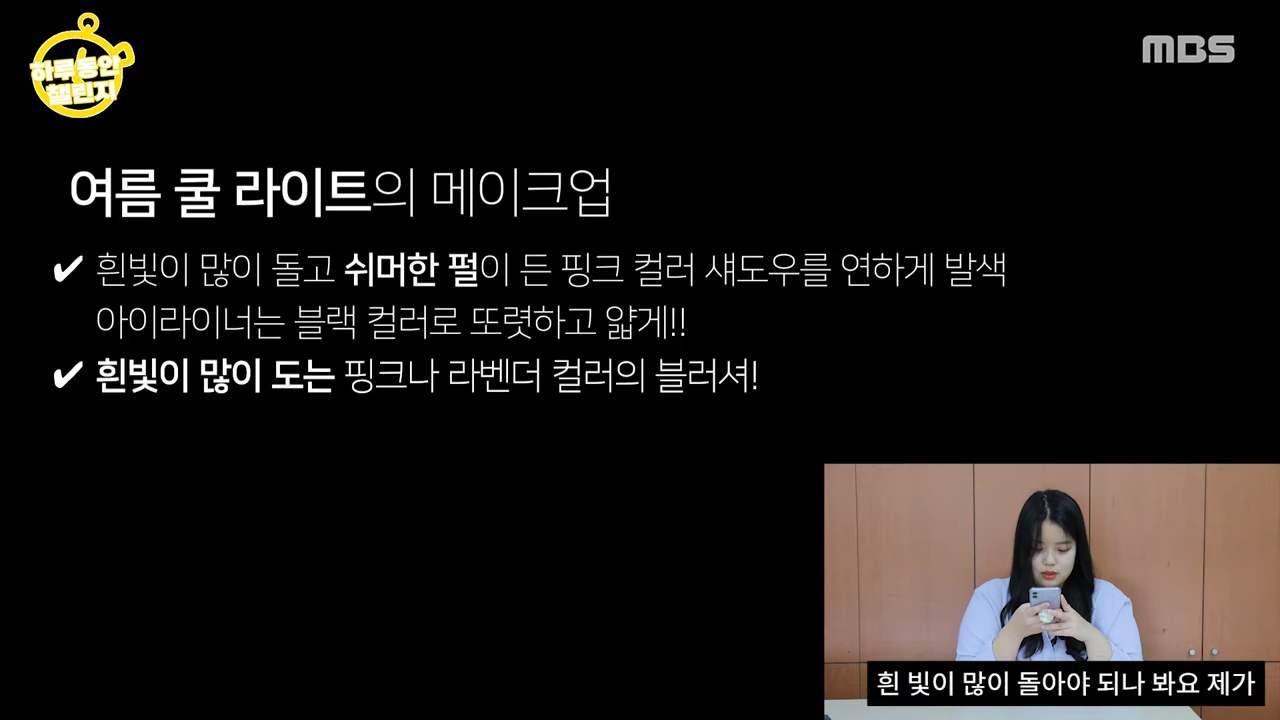 하루동안
챌린지
MBS
여름 쿨 라이트의 메이크업
✔ 흰빛이 많이 돌고 쉬머한 펄이 든 핑크 컬러 섀도우를 연하게 발색
아이라이너는 블랙 컬러로 또렷하고 얇게!!
✔ 흰빛이 많이 도는 핑크나 라벤더 컬러의 블러셔!
흰 빛이 많이 돌아야 되나 봐요 제가